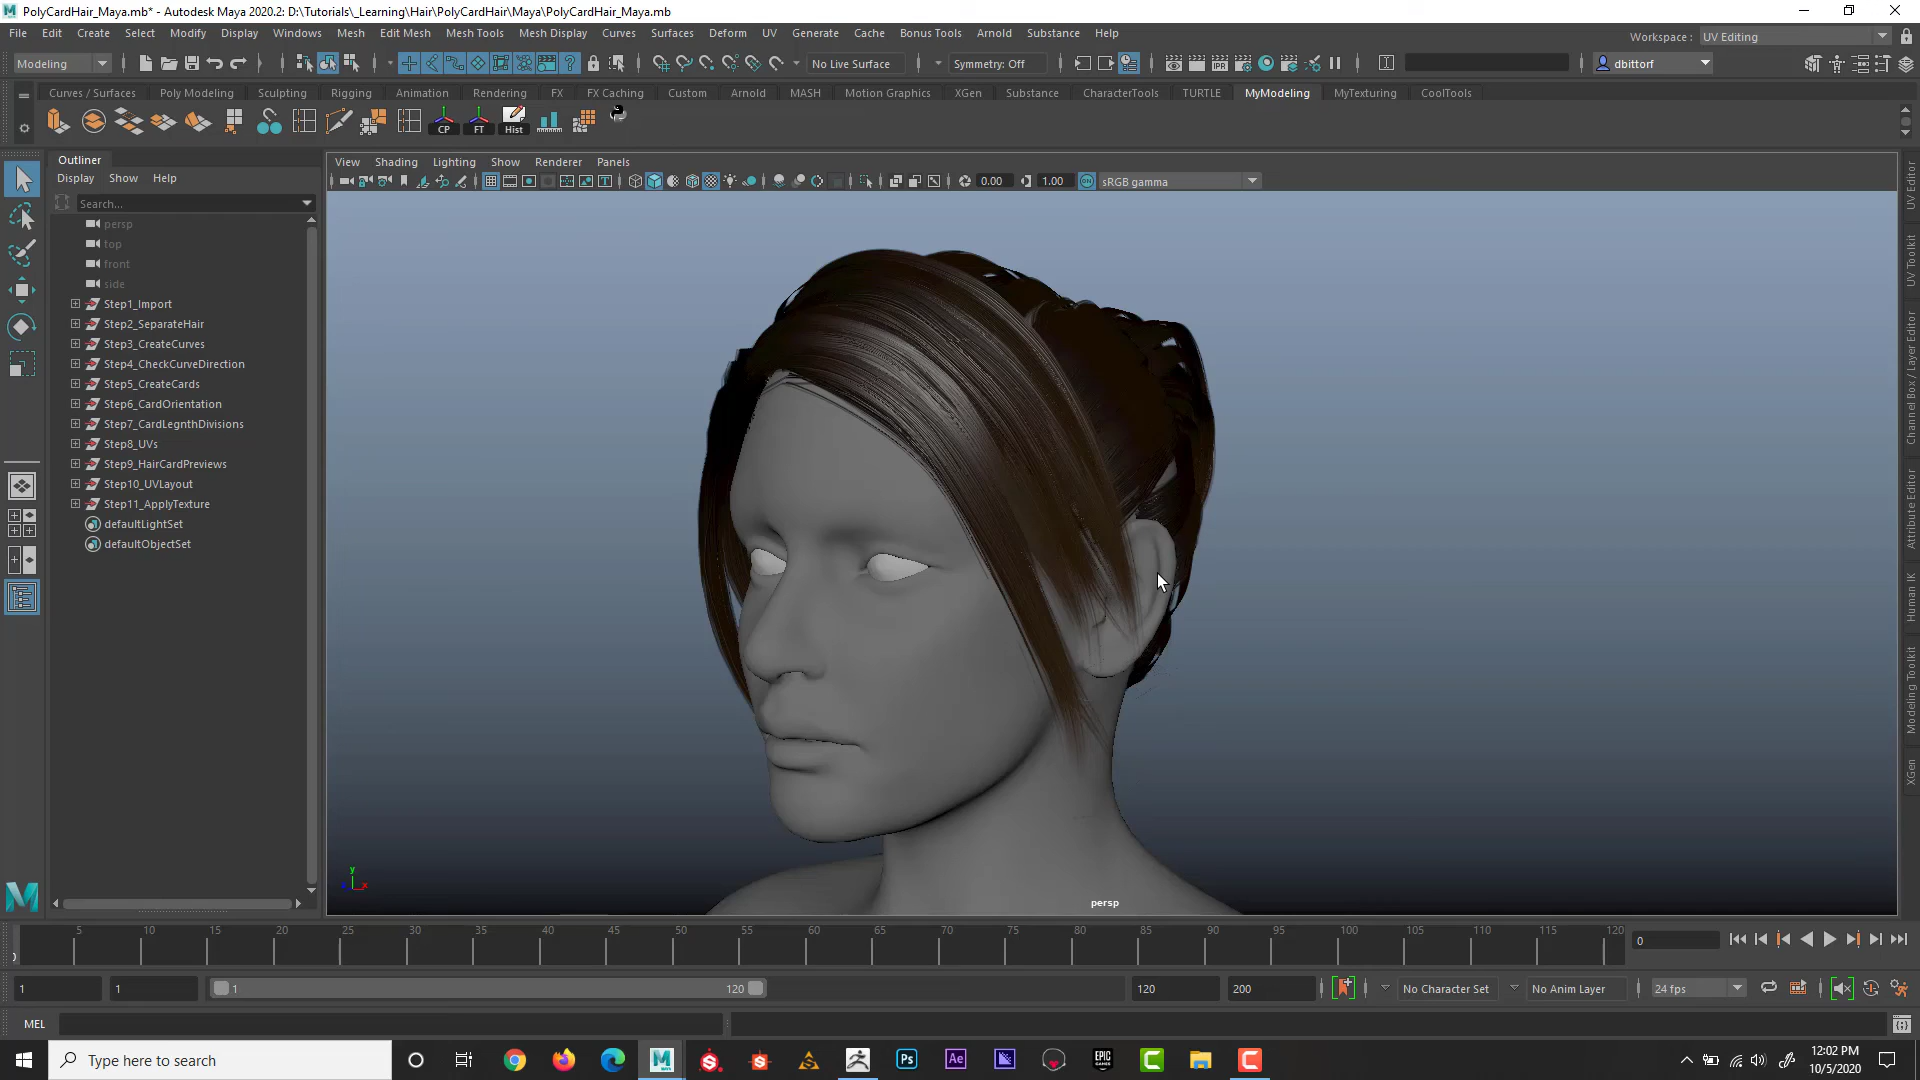 PolyCardHair_Maya.mb* - Autodesk Maya 2020.2: D:\Tutorials\_Learning\Hair\PolyCardHair\Maya\PolyCardHair_Maya.mb
File Edit Create Select Modify Display Windows Mesh Edit Mesh Mesh Tools Mesh Display Curves Surfaces Deform UV Generate Cache Bonus Tools Arnold Substance Help
Workspace : UV Editing
Modeling
No Live Surface
Symmetry: Off
dbittorf
Curves / Surfaces Poly Modeling Sculpting Rigging Animation Rendering FX FX Caching Custom Arnold MASH Motion Graphics XGen Substance CharacterTools TURTLE MyModeling MyTexturing CoolTools
CP FT Hist
IPR
Outliner
Display Show Help
Search...
persp
top
front
side
Step1_Import
Step2_SeparateHair
Step3_CreateCurves
Step4_CheckCurveDirection
Step5_CreateCards
Step6_CardOrientation
Step7_CardLegnthDivisions
Step8_UVs
Step9_HairCardPreviews
Step10_UVLayout
Step11_ApplyTexture
defaultLightSet
defaultObjectSet
View Shading Lighting Show Renderer Panels
0.00 1.00 sRGB gamma
y
x
persp
UV Editor
UV Toolkit
Channel Box / Layer Editor
Attribute Editor
Human IK
Modeling Toolkit
XGen
5 10 15 20 25 30 35 40 45 50 55 60 65 70 75 80 85 90 95 100 105 110 115 120
0
1 1 1 120 120 200 No Character Set No Anim Layer 24 fps
MEL
Type here to search
Ps Ae EPIC GAMES
12:02 PM
10/5/2020